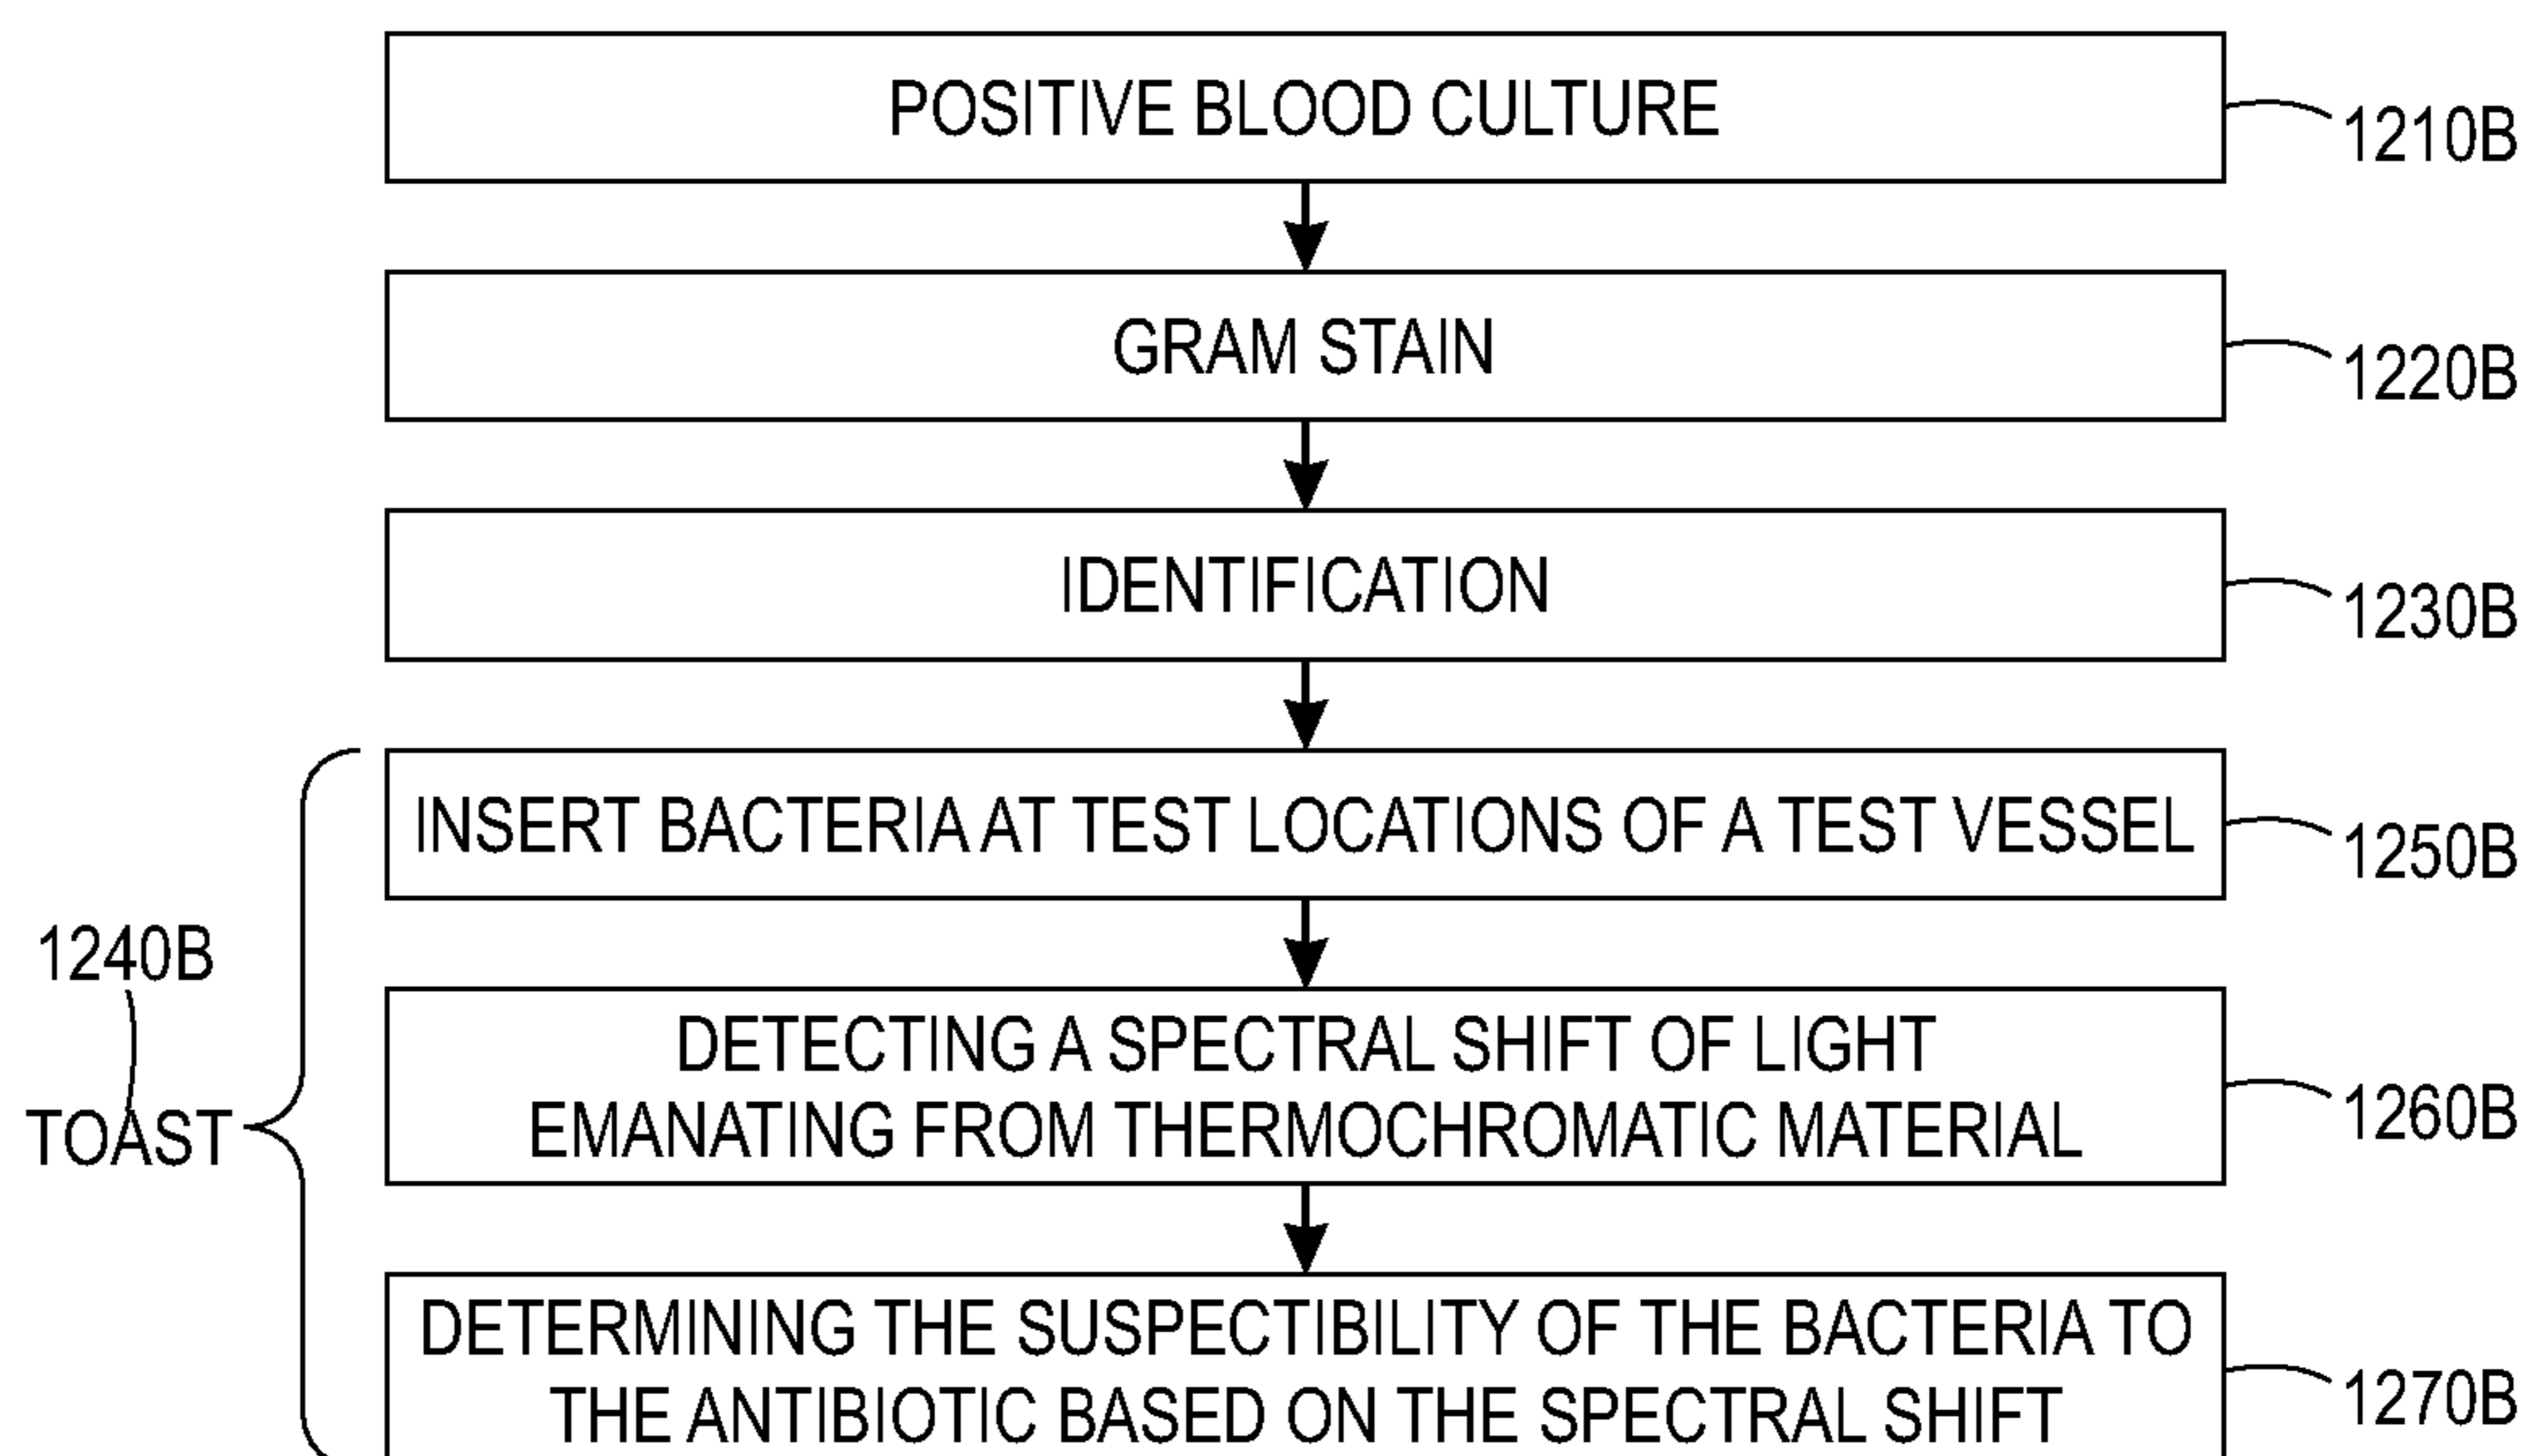 POSITIVE BLOOD CULTURE
1210B
GRAM STAIN
1220B
IDENTIFICATION
1230B
INSERT BACTERIA AT TEST LOCATIONS OF A TEST VESSEL
1250B
1240B
TOAST
DETECTING A SPECTRAL SHIFT OF LIGHT
EMANATING FROM THERMOCHROMATIC MATERIAL
1260B
DETERMINING THE SUSPECTIBILITY OF THE BACTERIA TO
THE ANTIBIOTIC BASED ON THE SPECTRAL SHIFT
1270B